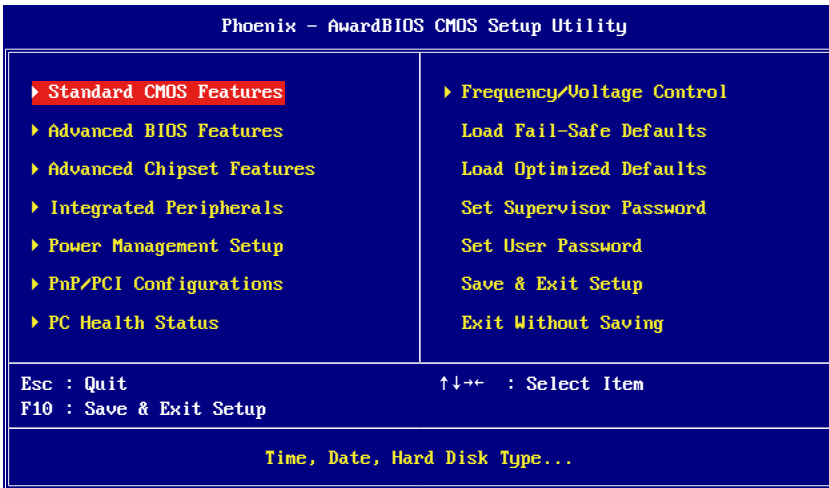 Phoenix - AwardBIOS CMOS Setup Utility
Standard CMOS Features
Advanced BIOS Features
Advanced Chipset Features
Integrated Peripherals
Power Management Setup
PnP/PCI Configurations
PC Health Status
Frequency/Voltage Control
Load Fail-Safe Defaults
Load Optimized Defaults
Set Supervisor Password
Set User Password
Save & Exit Setup
Exit Without Saving
Esc : Quit
F10 : Save & Exit Setup
↑↓→← : Select Item
Time, Date, Hard Disk Type...